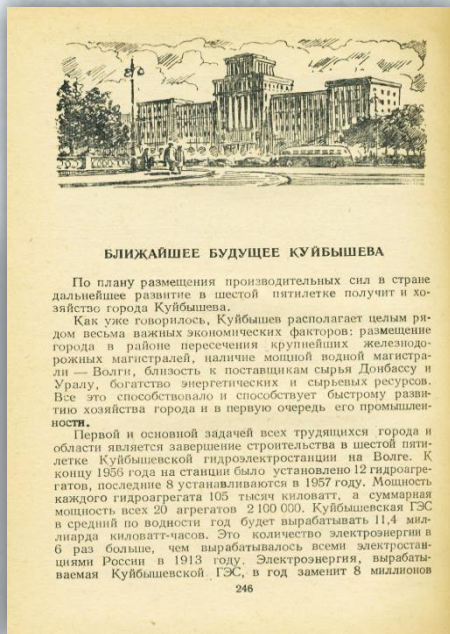 БЛИЖАЙШЕЕ БУДУЩЕЕ КУЙБЫШЕВА
По плану размещения производительных сил в стране
дальнейшее развитие в шестой пятилетке получит и хо-
зяйство города Куйбышева.
Как уже говорилось, Куйбышев располагает целым ря-
дом весьма важных экономических факторов: размещение
города в районе пересечения крупнейших железнодо-
рожных магистралей, наличие мощной водной магистра-
ли — Волги, близость к поставщикам сырья Донбассу и
Уралу, богатство энергетических и сырьевых ресурсов.
Все это способствовало и способствует быстрому разви-
тию хозяйства города и в первую очередь его промышлен-
ности.
Первой и основной задачей всех трудящихся города и
области является завершение строительства в шестой пяти-
летке Куйбышевской гидроэлектростанции на Волге. К
концу 1956 года на станции было установлено 12 гидроагре-
гатов, последние 8 устанавливаются в 1957 году. Мощность
каждого гидроагрегата 105 тысяч киловатт, а суммарная
мощность всех 20 агрегатов 2 100 000. Куйбышевская ГЭС
в средний по водности год будет вырабатывать 11,4 мил-
лиарда киловатт-часов. Это количество электроэнергии в
6 раз больше, чем вырабатывалось всеми электростан-
циями России в 1913 году. Электроэнергия, вырабаты-
ваемая Куйбышевской ГЭС, в год заменит 8 миллионов
246